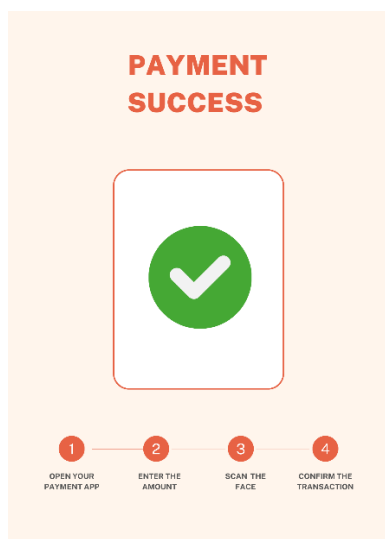 PAYMENT
SUCCESS
1
2
3
4
OPEN YOUR
PAYMENT APP
ENTER THE
AMOUNT
SCAN THE
FACE
CONFIRM THE
TRANSACTION